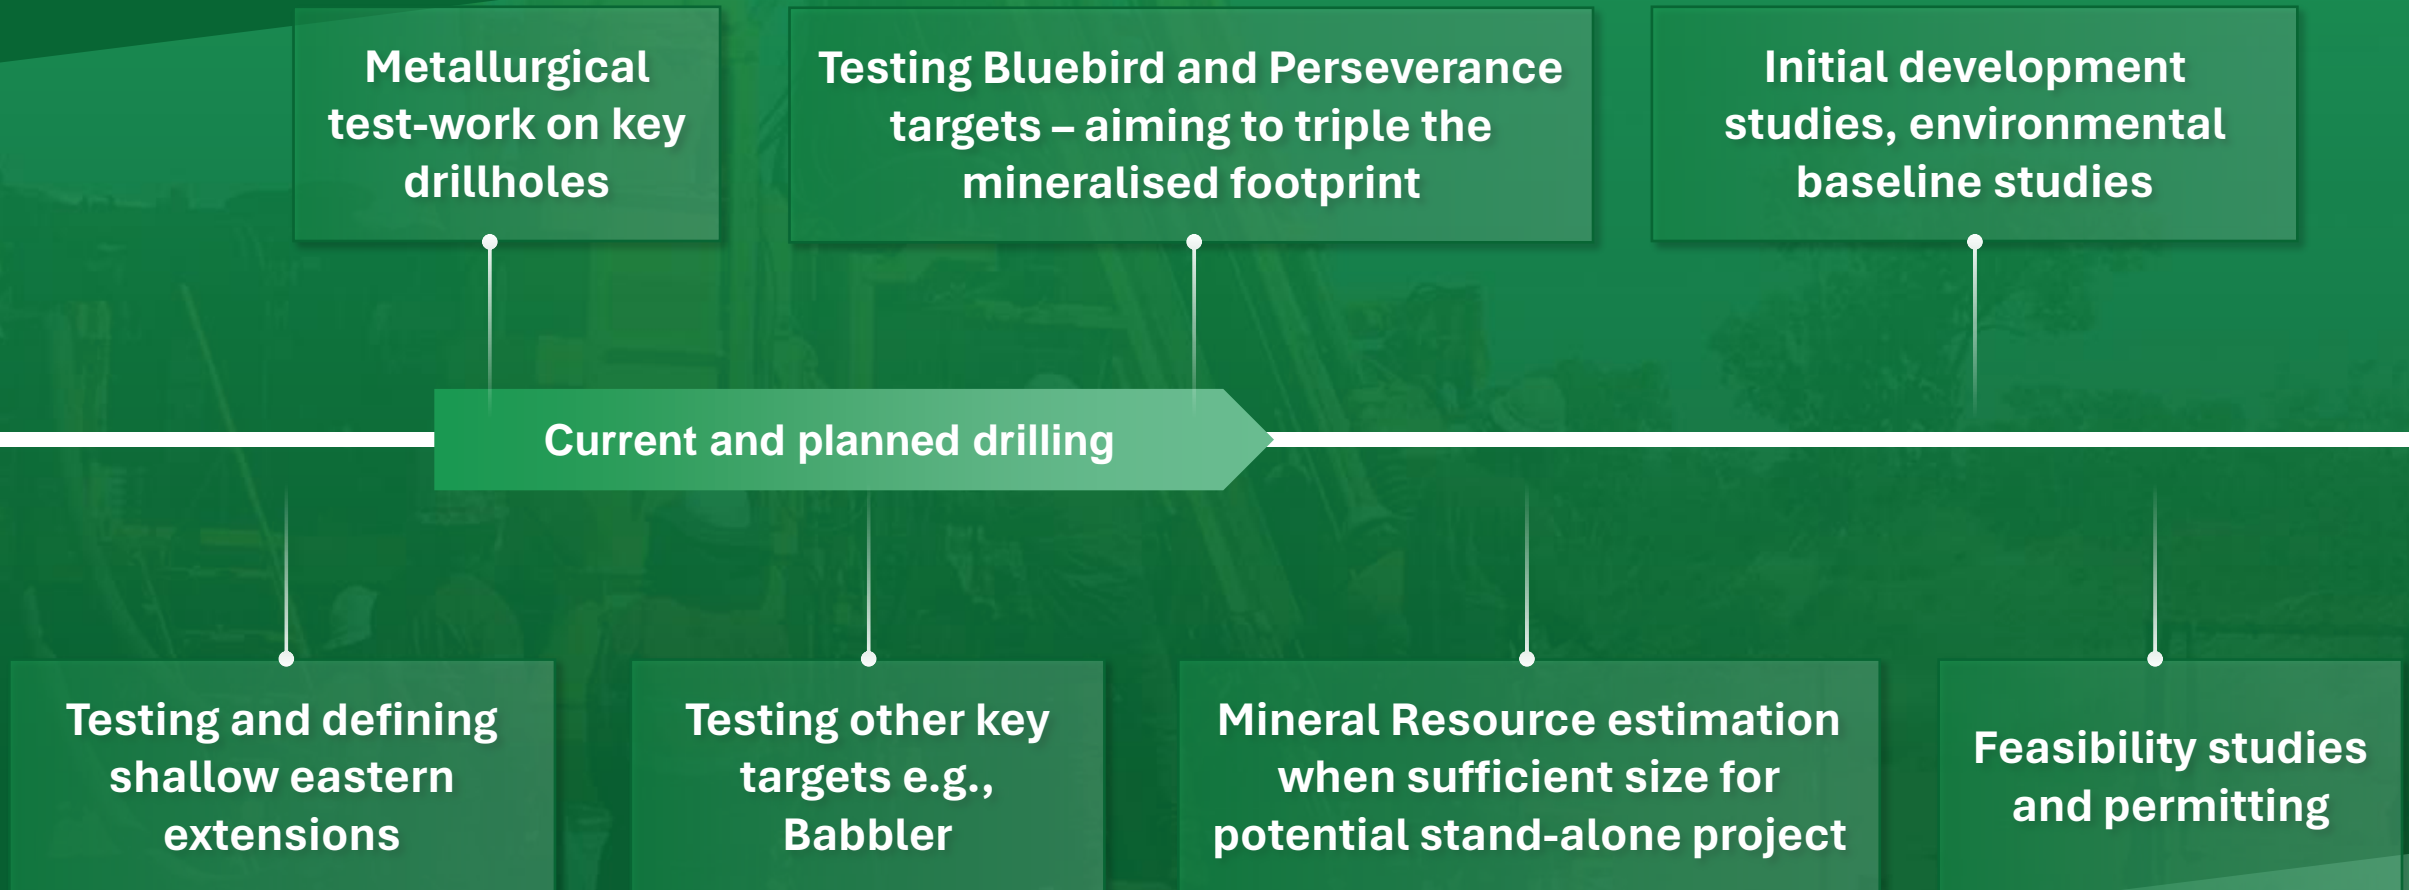 Metallurgical
test-work on key
drillholes
Testing Bluebird and Perseverance
targets – aiming to triple the
mineralised footprint
Initial development
studies, environmental
baseline studies
Current and planned drilling
Testing and defining
shallow eastern
extensions
Testing other key
targets e.g.,
Babbler
Mineral Resource estimation
when sufficient size for
potential stand-alone project
Feasibility studies
and permitting